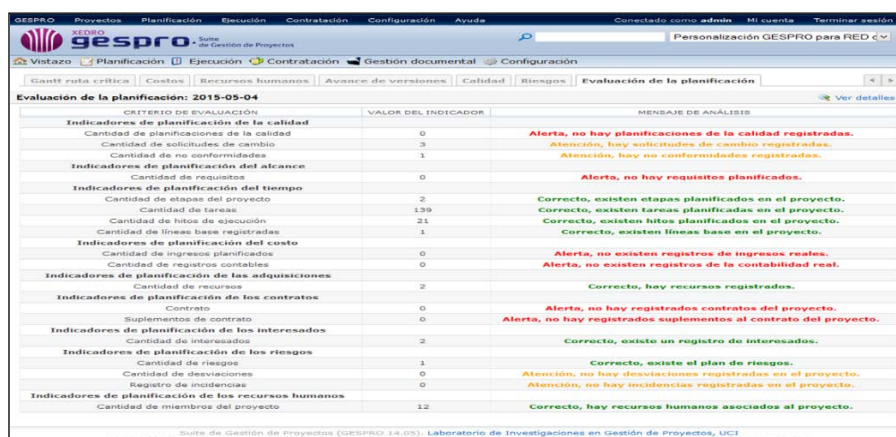 GESPRO Proyectos Planificación Ejecución Contratación Configuración Ayuda Conectado como admin Mi cuenta Terminar sesión
XEDRO
gespro. Suite de Gestión de Proyectos
Personalización GESPRO para RED d
Vistazo Planificación Ejecución Contratación Gestión documental Configuración
Gantt ruta crítica Costos Recursos humanos Avance de versiones Calidad Riesgos Evaluación de la planificación
Evaluación de la planificación: 2015-05-04 Ver detalles
CRITERIO DE EVALUACIÓN VALOR DEL INDICADOR MENSAJE DE ANÁLISIS
Indicadores de planificación de la calidad
Cantidad de planificaciones de la calidad 0 Alerta, no hay planificaciones de la calidad registradas.
Cantidad de solicitudes de cambio 3 Atención, hay solicitudes de cambio registradas.
Cantidad de no conformidades 1 Atención, hay no conformidades registradas.
Indicadores de planificación del alcance
Cantidad de requisitos 0 Alerta, no hay requisitos planificados.
Indicadores de planificación del tiempo
Cantidad de etapas del proyecto 2 Correcto, existen etapas planificados en el proyecto.
Cantidad de tareas 139 Correcto, existen tareas planificadas en el proyecto.
Cantidad de hitos de ejecución 21 Correcto, existen hitos planificados en el proyecto.
Cantidad de líneas base registradas 1 Correcto, existen líneas base en el proyecto.
Indicadores de planificación del costo
Cantidad de ingresos planificados 0 Alerta, no existen registros de ingresos reales.
Cantidad de registros contables 0 Alerta, no existen registros de la contabilidad real.
Indicadores de planificación de las adquisiciones
Cantidad de recursos 2 Correcto, hay recursos registrados.
Indicadores de planificación de los contratos
Contrato 0 Alerta, no hay registrados contratos del proyecto.
Suplementos de contrato 0 Alerta, no hay registrados suplementos al contrato del proyecto.
Indicadores de planificación de los interesados
Cantidad de interesados 2 Correcto, existe un registro de interesados.
Indicadores de planificación de los riesgos
Cantidad de riesgos 1 Correcto, existe el plan de riesgos.
Cantidad de desviaciones 0 Atención, no hay desviaciones registradas en el proyecto.
Registro de incidencias 0 Atención, no hay incidencias registradas en el proyecto.
Indicadores de planificación de los recursos humanos
Cantidad de miembros del proyecto 12 Correcto, hay recursos humanos asociados al proyecto.
Suite de Gestión de Proyectos (GESPRO 14.05). Laboratorio de Investigaciones en Gestión de Proyectos, UCI